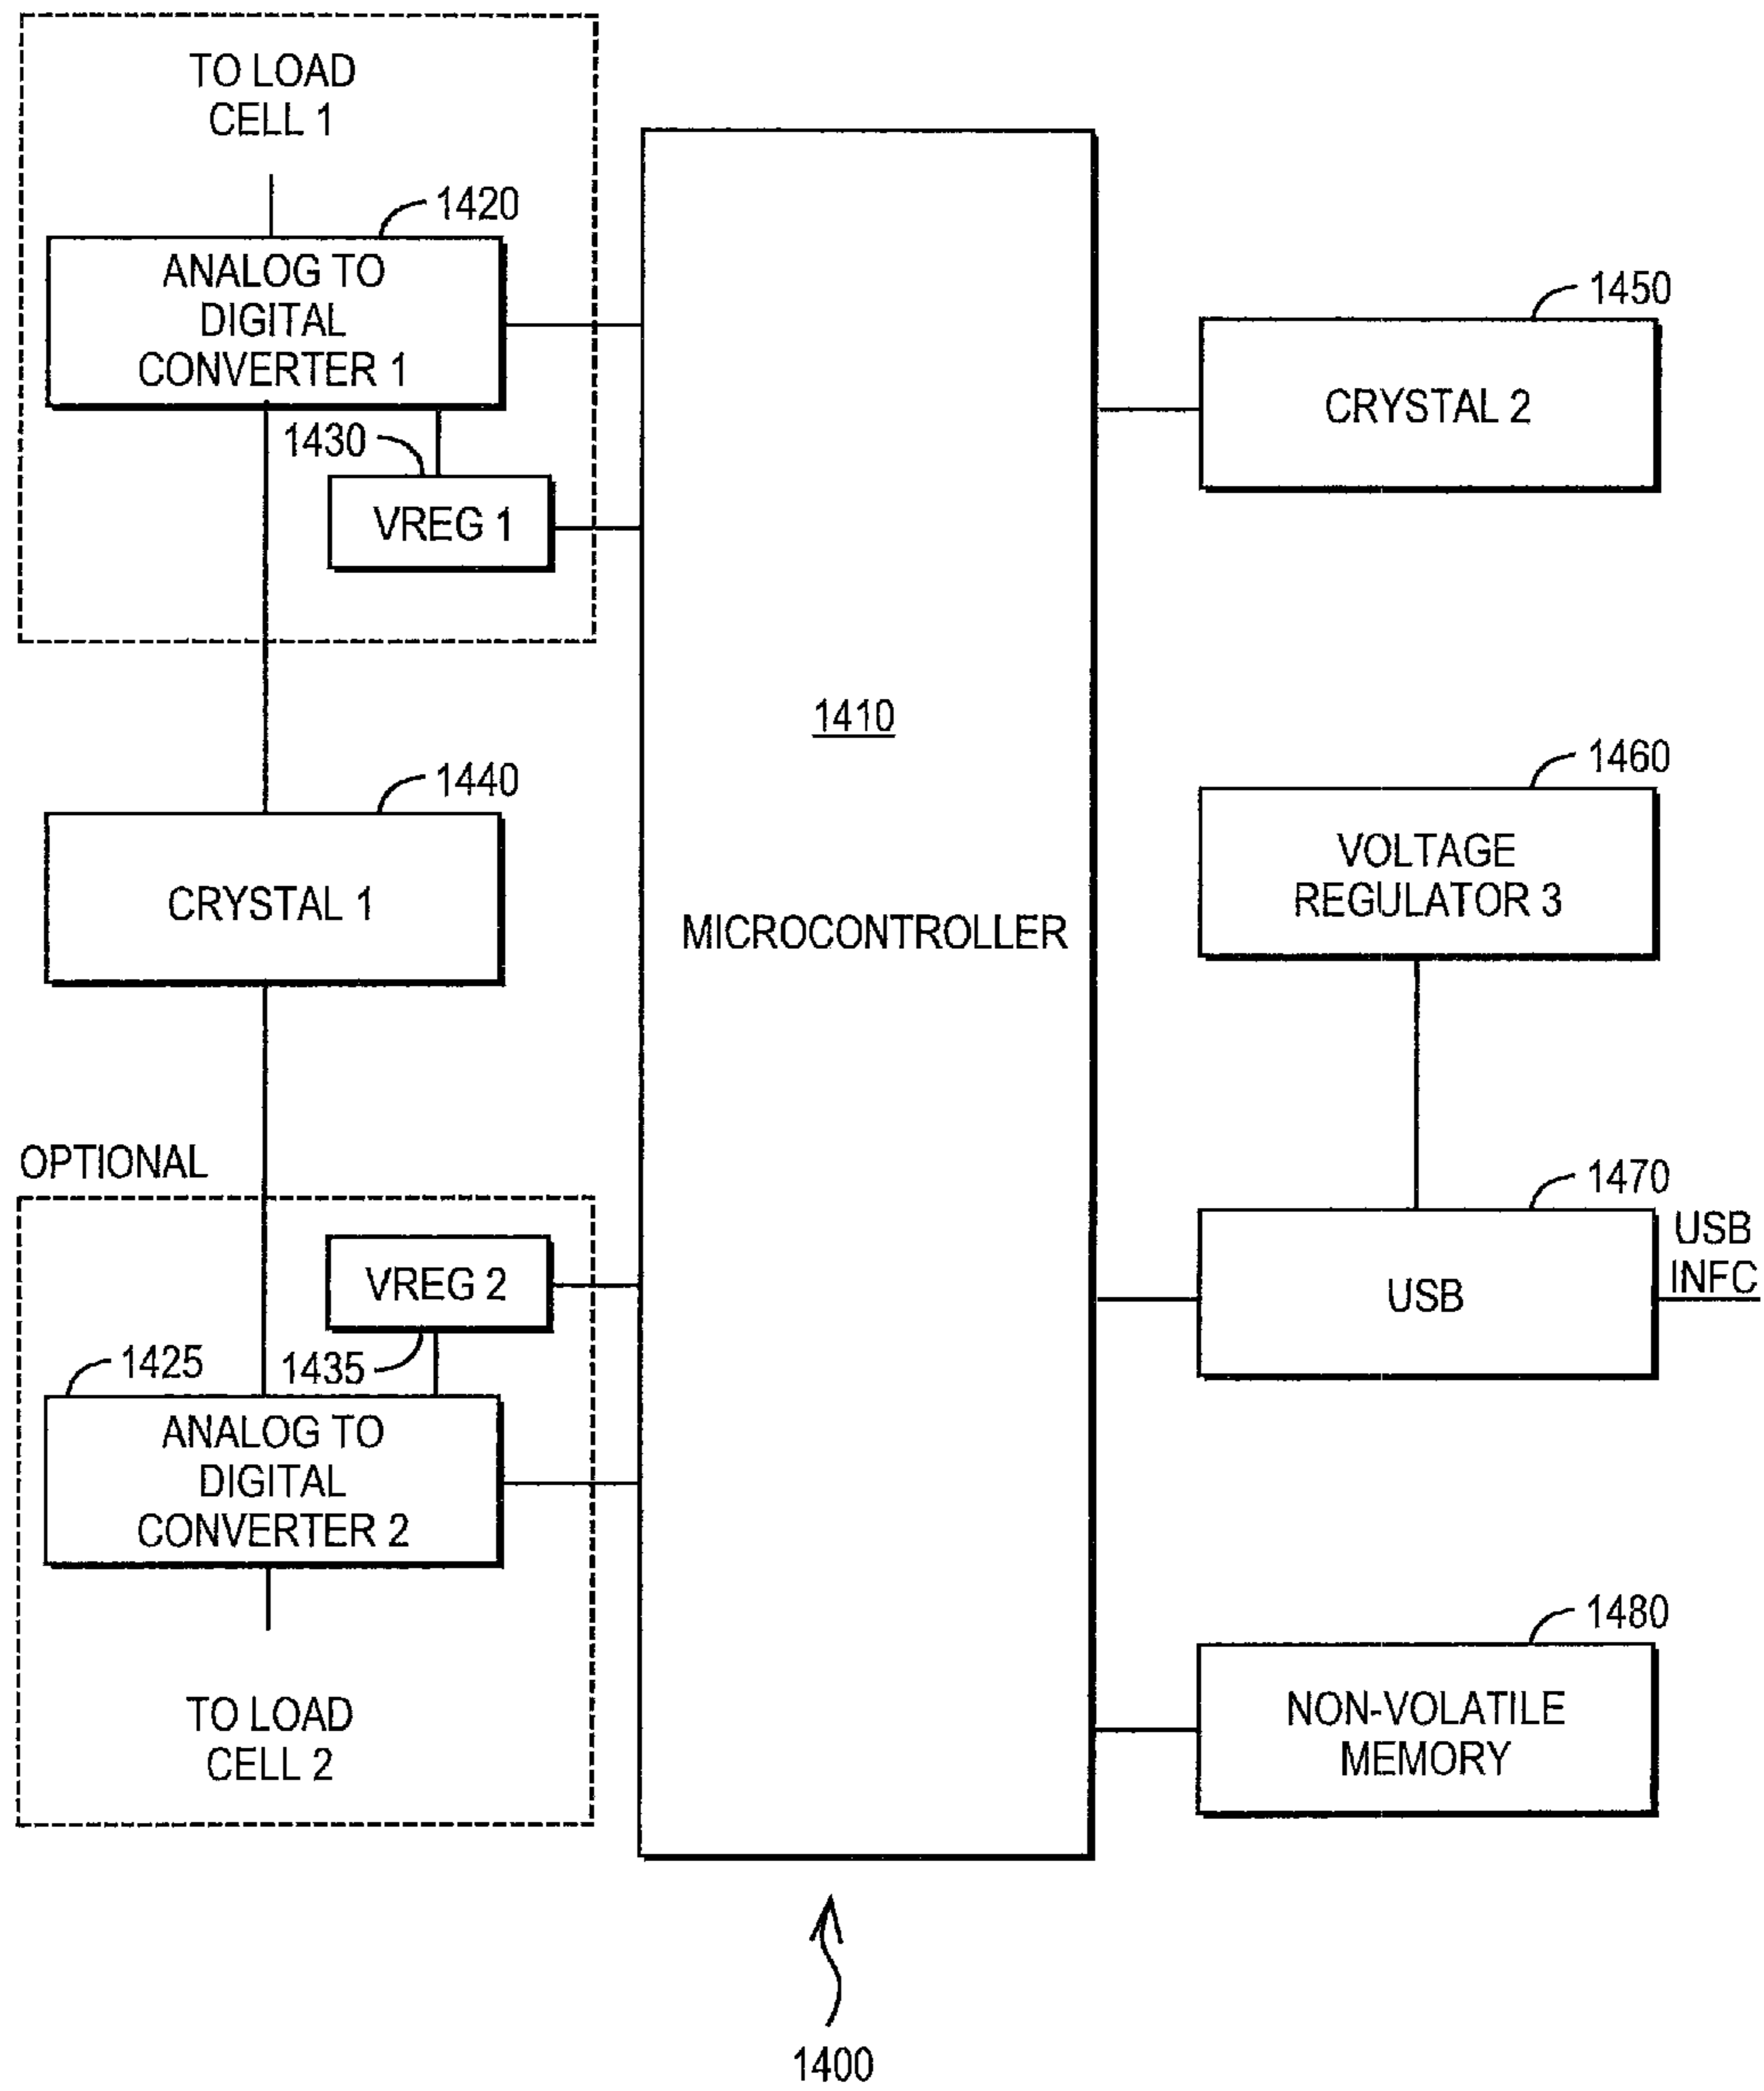 TO LOAD
CELL 1
1420
ANALOG TO
DIGITAL
CONVERTER 1
1430
VREG 1
1440
CRYSTAL 1
OPTIONAL
VREG 2
1425
1435
ANALOG TO
DIGITAL
CONVERTER 2
TO LOAD
CELL 2
1410
MICROCONTROLLER
1450
CRYSTAL 2
1460
VOLTAGE
REGULATOR 3
1470
USB
USB
INFC
1480
NON-VOLATILE
MEMORY
1400